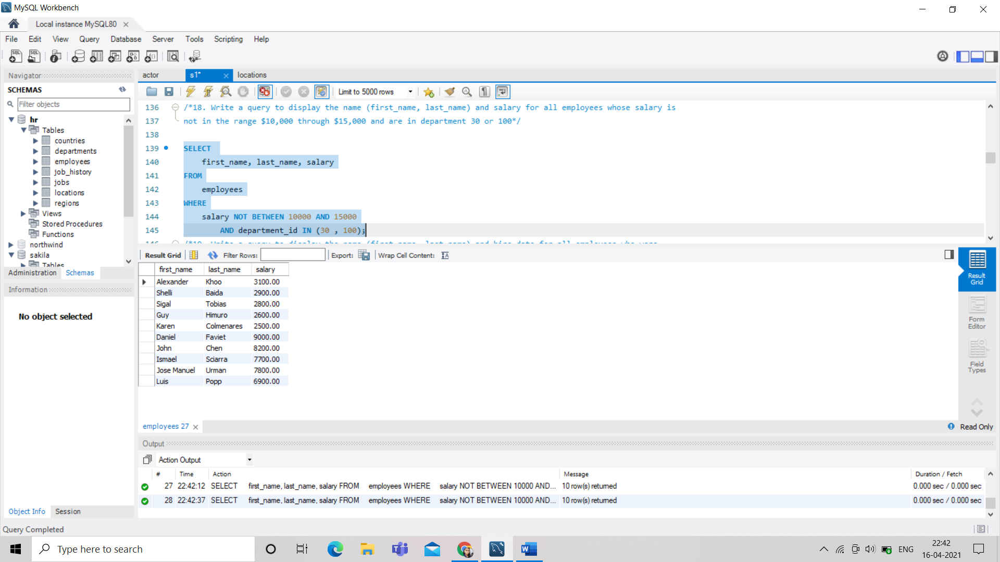 MySQL Workbench
Local instance MySQL80
File Edit View Query Database Server Tools Scripting Help
Navigator
SCHEMAS
Filter objects
hr
Tables
countries
departments
employees
job_history
jobs
locations
regions
Views
Stored Procedures
Functions
northwind
sakila
Tables
Administration Schemas
Information
No object selected
Object Info Session
actor s1* locations
Limit to 5000 rows
136 /*18. Write a query to display the name (first_name, last_name) and salary for all employees whose salary is
137 not in the range $10,000 through $15,000 and are in department 30 or 100*/
138
139 SELECT
140 first_name, last_name, salary
141 FROM
142 employees
143 WHERE
144 salary NOT BETWEEN 10000 AND 15000
145 AND department_id IN (30 , 100);
Result Grid Filter Rows: Export: Wrap Cell Content:
first_name last_name salary
Alexander Khoo 3100.00
Shelli Baida 2900.00
Sigal Tobias 2800.00
Guy Himuro 2600.00
Karen Colmenares 2500.00
Daniel Faviet 9000.00
John Chen 8200.00
Ismael Sciarra 7700.00
Jose Manuel Urman 7800.00
Luis Popp 6900.00
Result
Grid
Form
Editor
Field
Types
employees 27 Read Only
Output
Action Output
# Time Action Message Duration / Fetch
27 22:42:12 SELECT first_name, last_name, salary FROM employees WHERE salary NOT BETWEEN 10000 AND... 10 row(s) returned 0.000 sec / 0.000 sec
28 22:42:37 SELECT first_name, last_name, salary FROM employees WHERE salary NOT BETWEEN 10000 AND... 10 row(s) returned 0.000 sec / 0.000 sec
Query Completed
Type here to search
ENG
22:42
16-04-2021